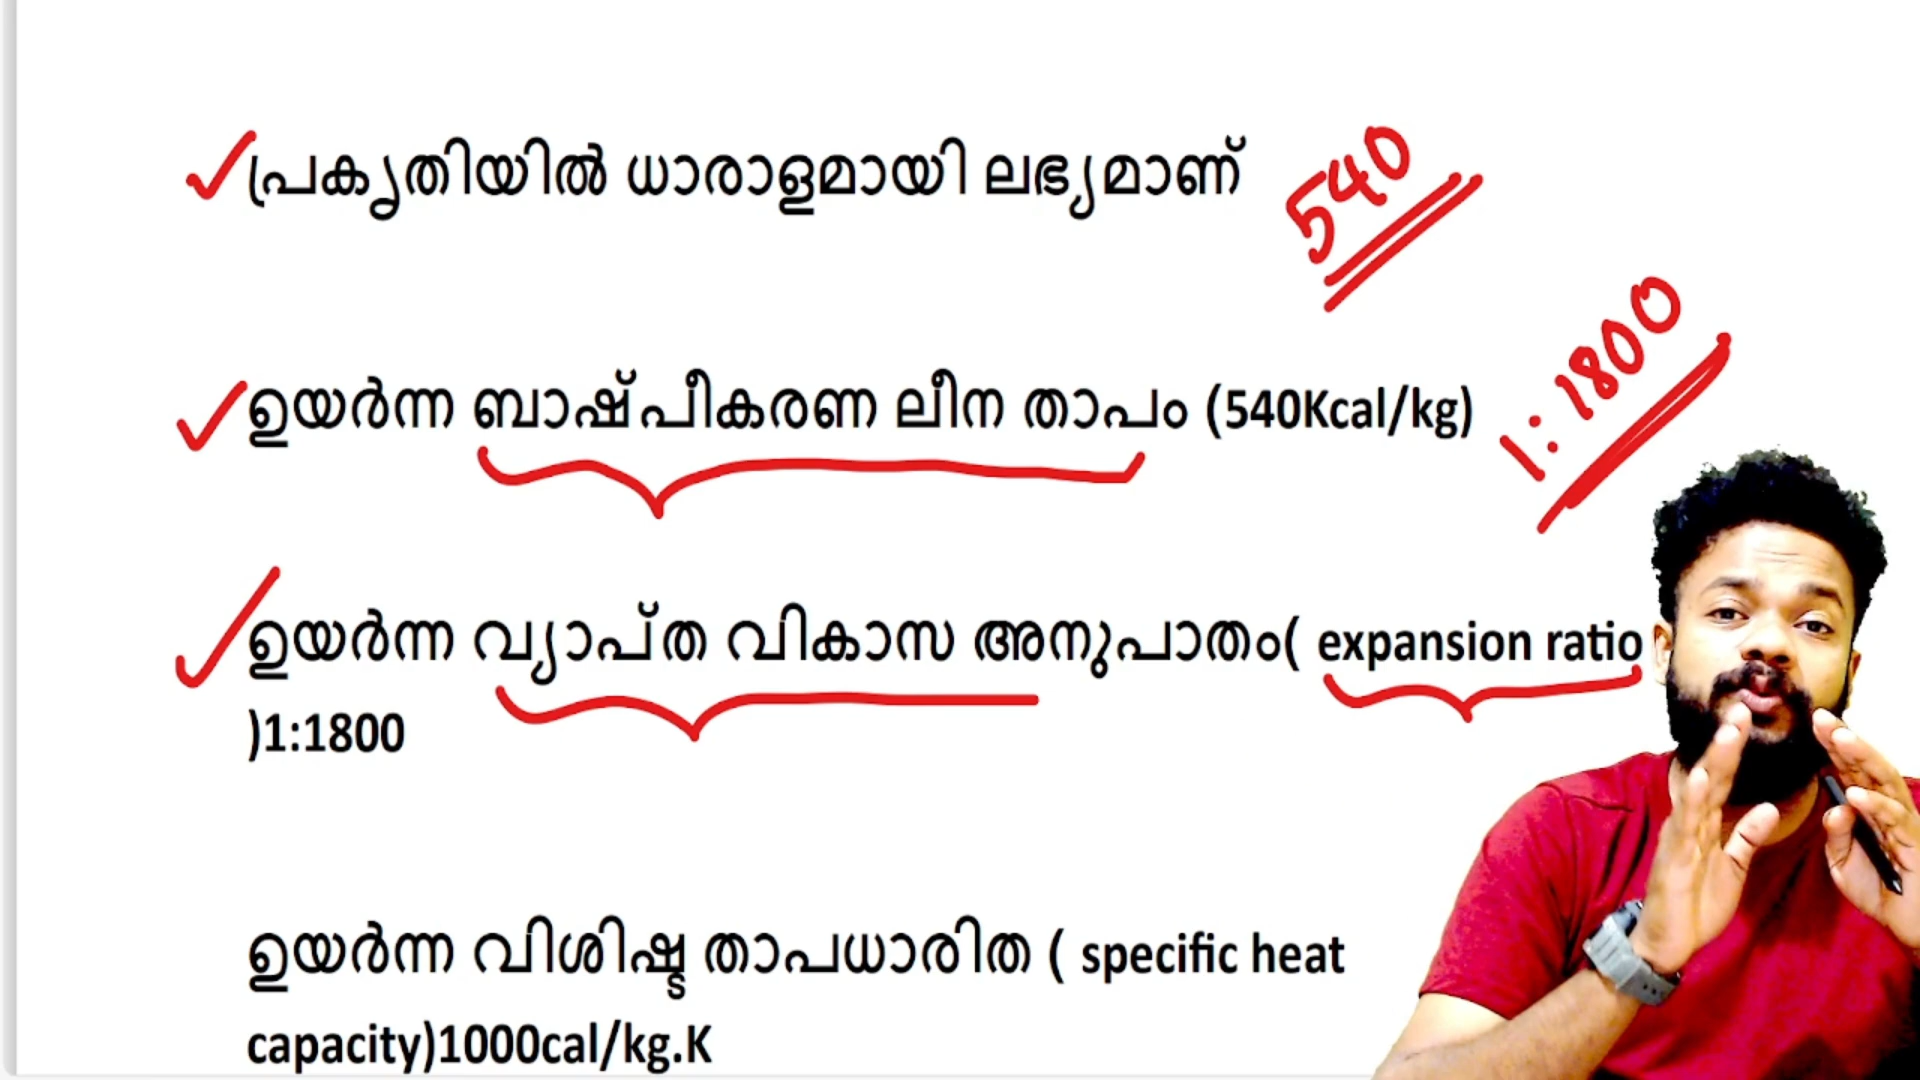 പ്രകൃതിയിൽ ധാരാളമായി ലഭ്യമാണ്
540
ഉയർന്ന ബാഷ്പീകരണ ലീന താപം (540Kcal/kg)
1:1800
ഉയർന്ന വ്യാപ്ത വികാസ അനുപാതം( expansion ratio
)1:1800
ഉയർന്ന വിശിഷ്ട താപധാരിത ( specific heat
capacity)1000cal/kg.K